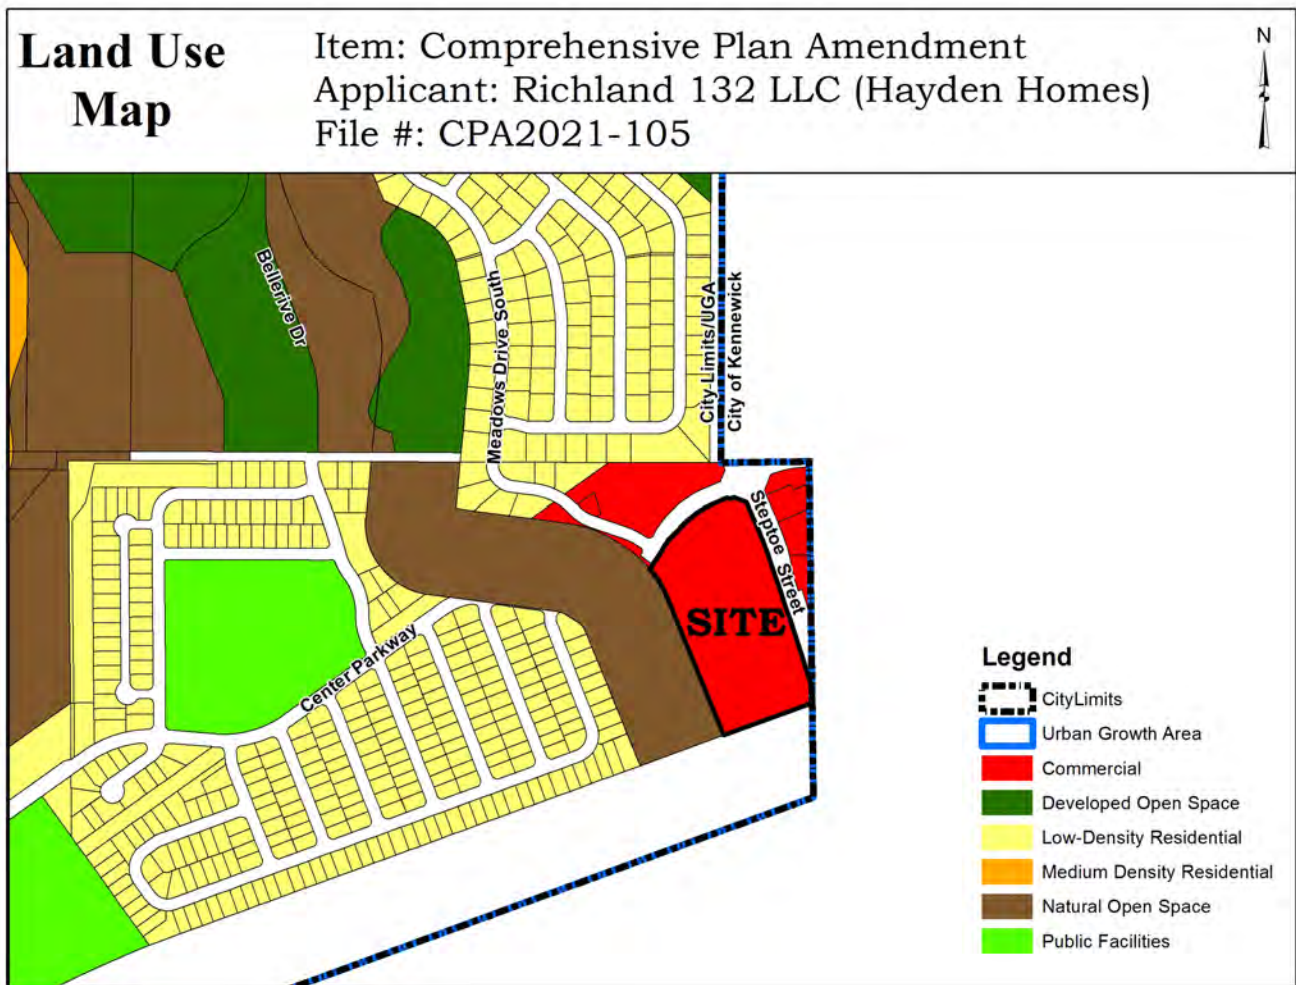 Land Use
Map
Item: Comprehensive Plan Amendment
Applicant: Richland 132 LLC (Hayden Homes)
File #: CPA2021-105
N
Bellerive Dr
Meadows Drive South
City Limits/UGA
City of Kennewick
Steptoe Street
SITE
Center Parkway
Legend
CityLimits
Urban Growth Area
Commercial
Developed Open Space
Low-Density Residential
Medium Density Residential
Natural Open Space
Public Facilities